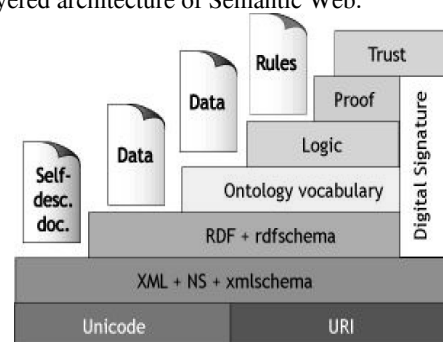 yered architecture of Semantic Web.
Trust
Rules
Proof
Data
Logic
Data
Digital Signature
Self-
desc.
doc.
Ontology vocabulary
RDF + rdfschema
XML + NS + xmlschema
Unicode
URI